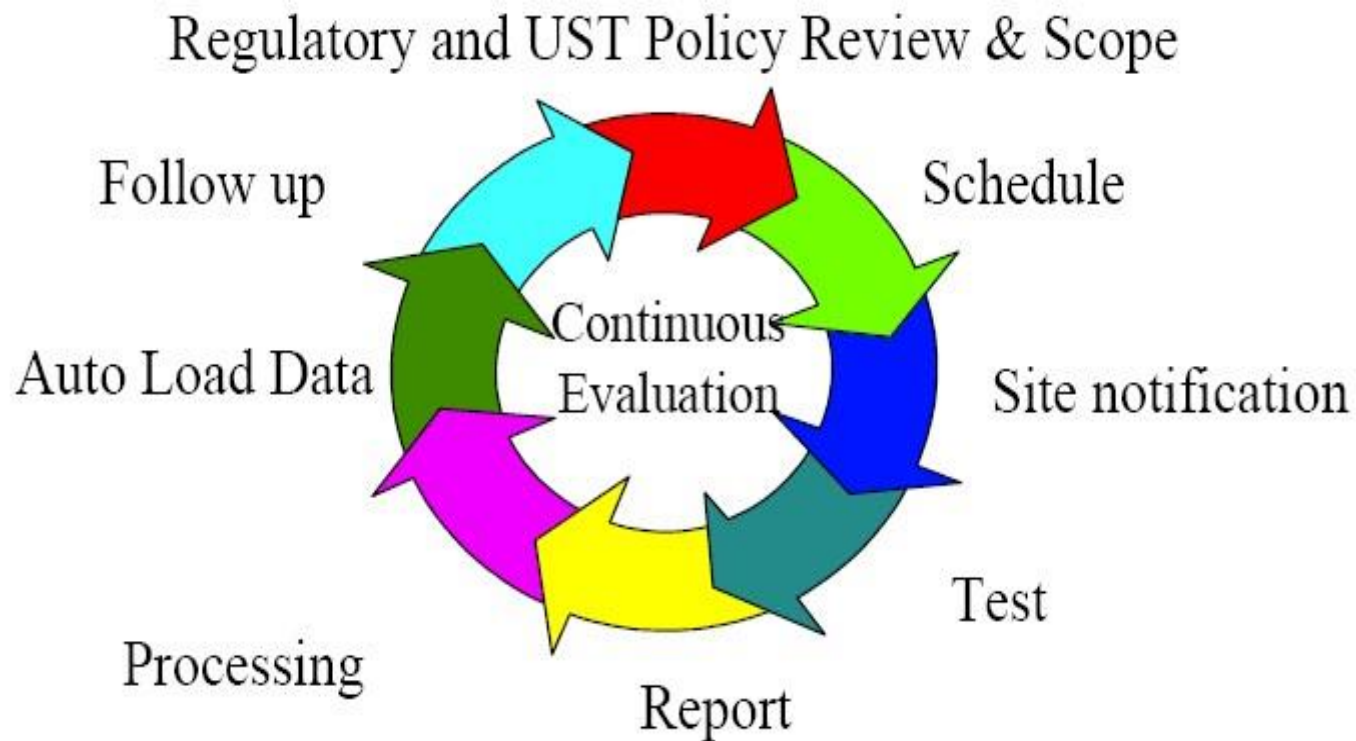 Regulatory and UST Policy Review & Scope
Follow up
Schedule
Continuous
Evaluation
Auto Load Data
Site notification
Test
Processing
Report